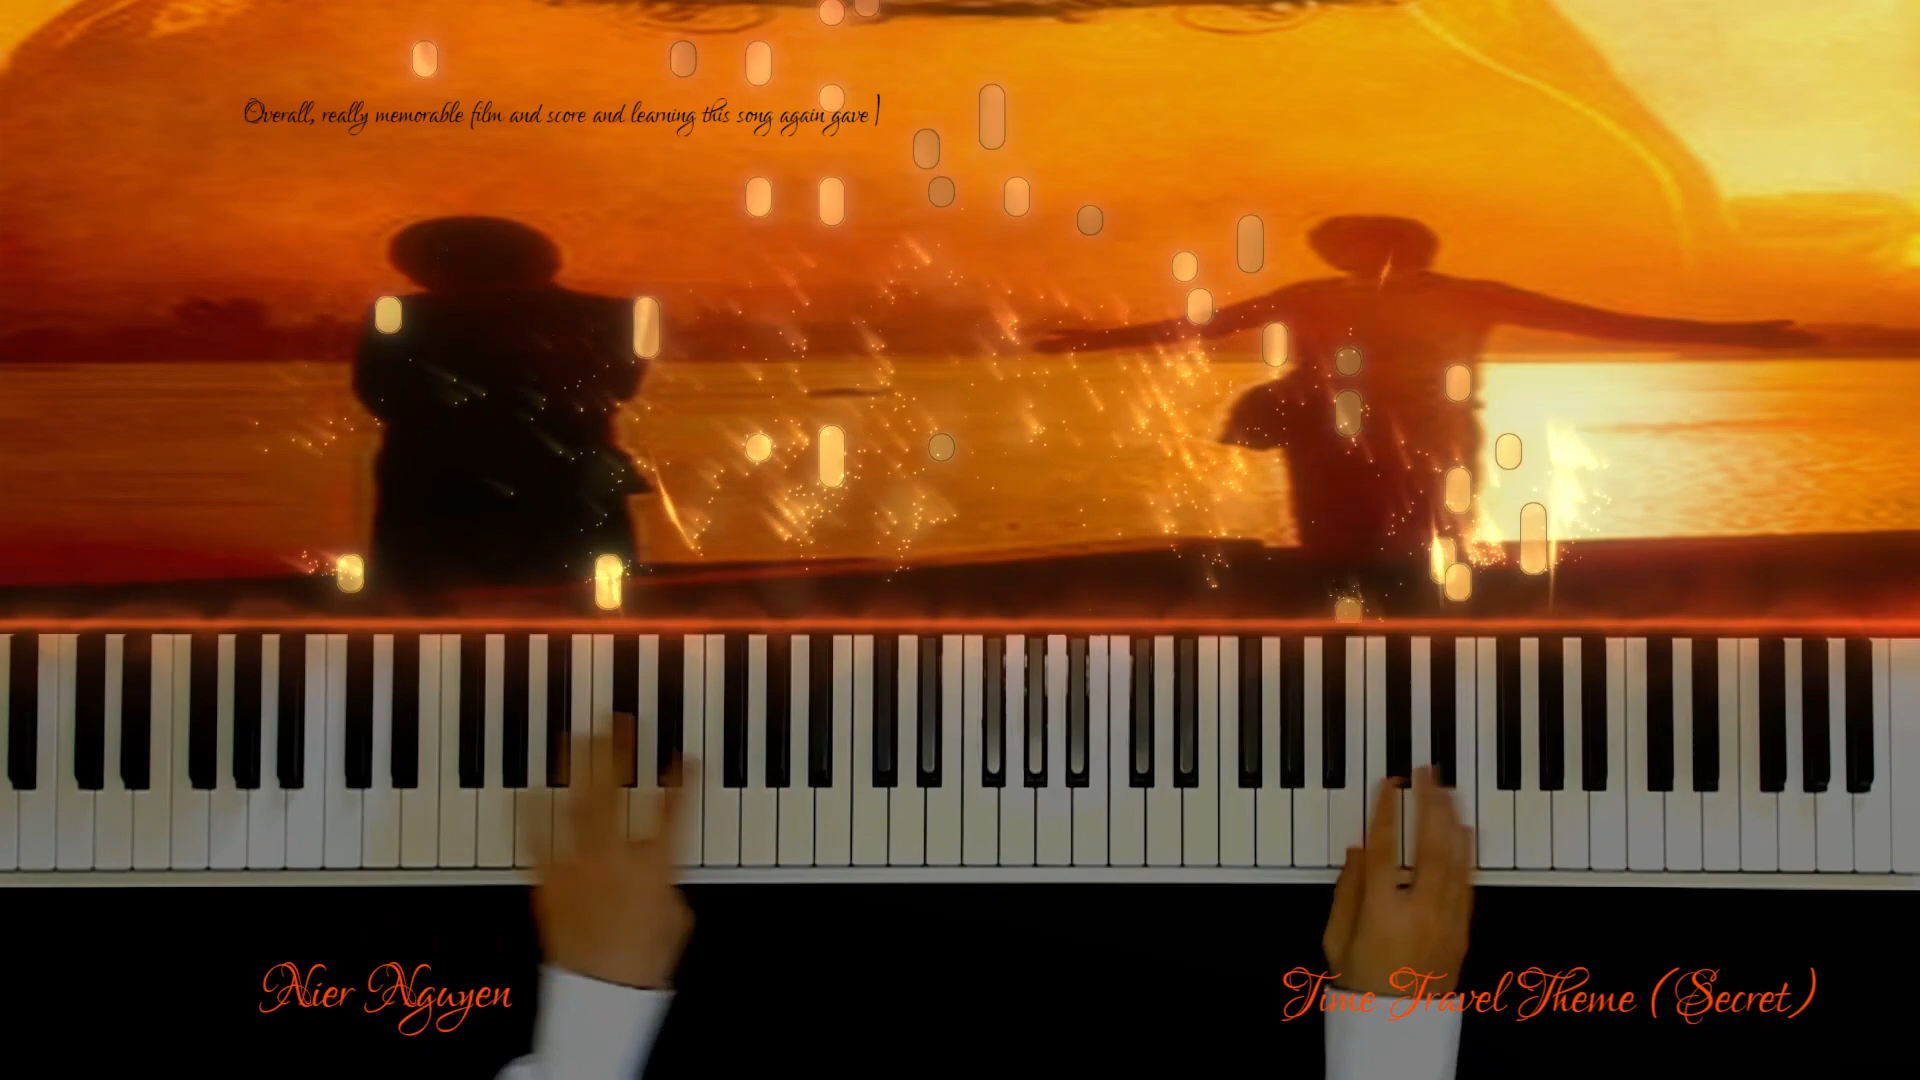 Overall, really memorable film and score and learning this song again gave
Nier Nguyen
Time Travel Theme (Secret)